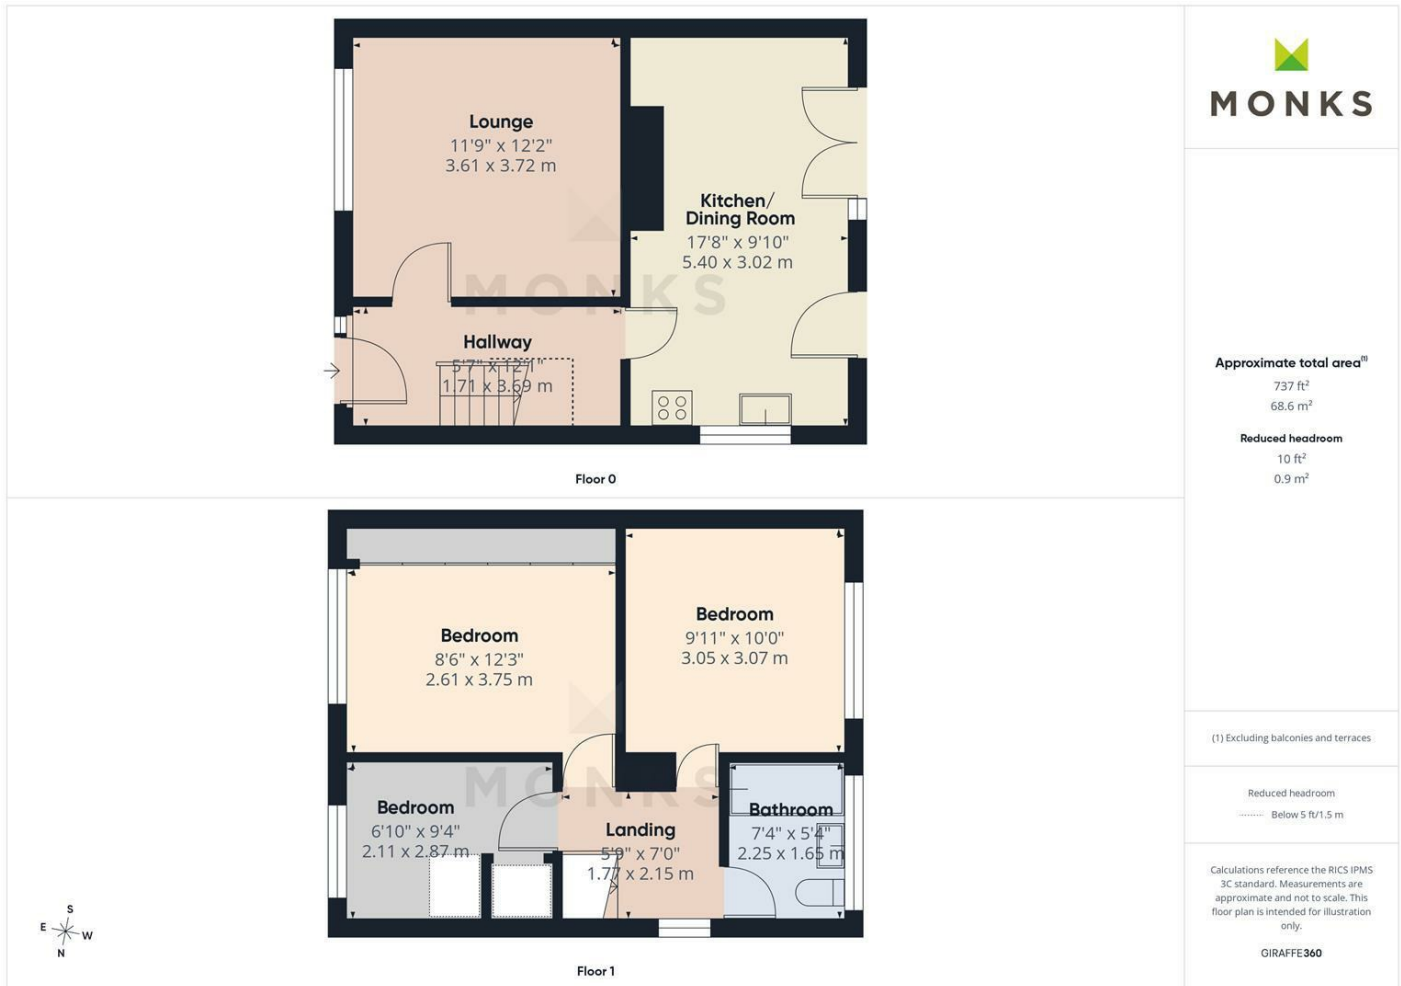 Lounge
11'9" x 12'2"
3.61 x 3.72 m
Kitchen/
Dining Room
17'8" x 9'10"
5.40 x 3.02 m
Hallway
5'7" x 12'1"
1.71 x 3.69 m
MONKS
Floor 0
Bedroom
8'6" x 12'3"
2.61 x 3.75 m
Bedroom
9'11" x 10'0"
3.05 x 3.07 m
Bedroom
6'10" x 9'4"
2.11 x 2.87 m
Landing
5'9" x 7'0"
1.77 x 2.15 m
Bathroom
7'4" x 5'4"
2.25 x 1.65 m
MONKS
Floor 1
S
E
W
N
MONKS
Approximate total area(1)
737 ft²
68.6 m²
Reduced headroom
10 ft²
0.9 m²
(1) Excluding balconies and terraces
Reduced headroom
Below 5 ft/1.5 m
Calculations reference the RICS IPMS
3C standard. Measurements are
approximate and not to scale. This
floor plan is intended for illustration
only.
GIRAFFE360